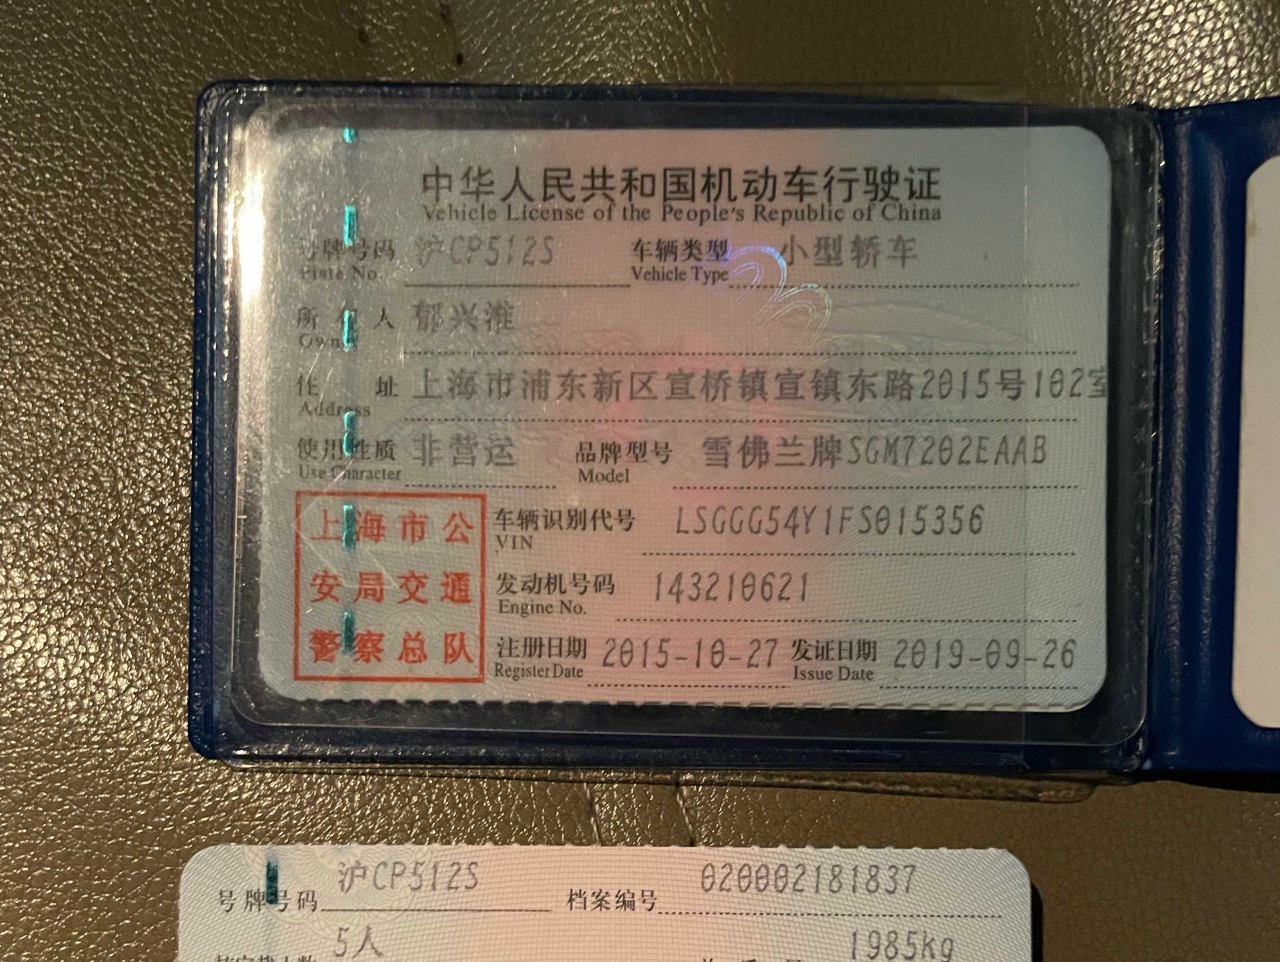 中华人民共和国机动车行驶证
Vehicle License of the People's Republic of China
号牌号码 沪CP512S 车辆类型 小型轿车
Plate No. Vehicle Type
所有人 郁兴淮
Owner
住址 上海市浦东新区宣桥镇宣镇东路2015号102室
Address
使用性质 非营运 品牌型号 雪佛兰牌SGM7202EAAB
Use Character Model
上海市公 车辆识别代号 LSGGG54Y1FS015356
VIN
安局交通 发动机号码 143210621
Engine No.
警察总队 注册日期 2015-10-27 发证日期 2019-09-26
Register Date Issue Date
沪CP512S 020002181837
号牌号码 档案编号
5人 1985kg